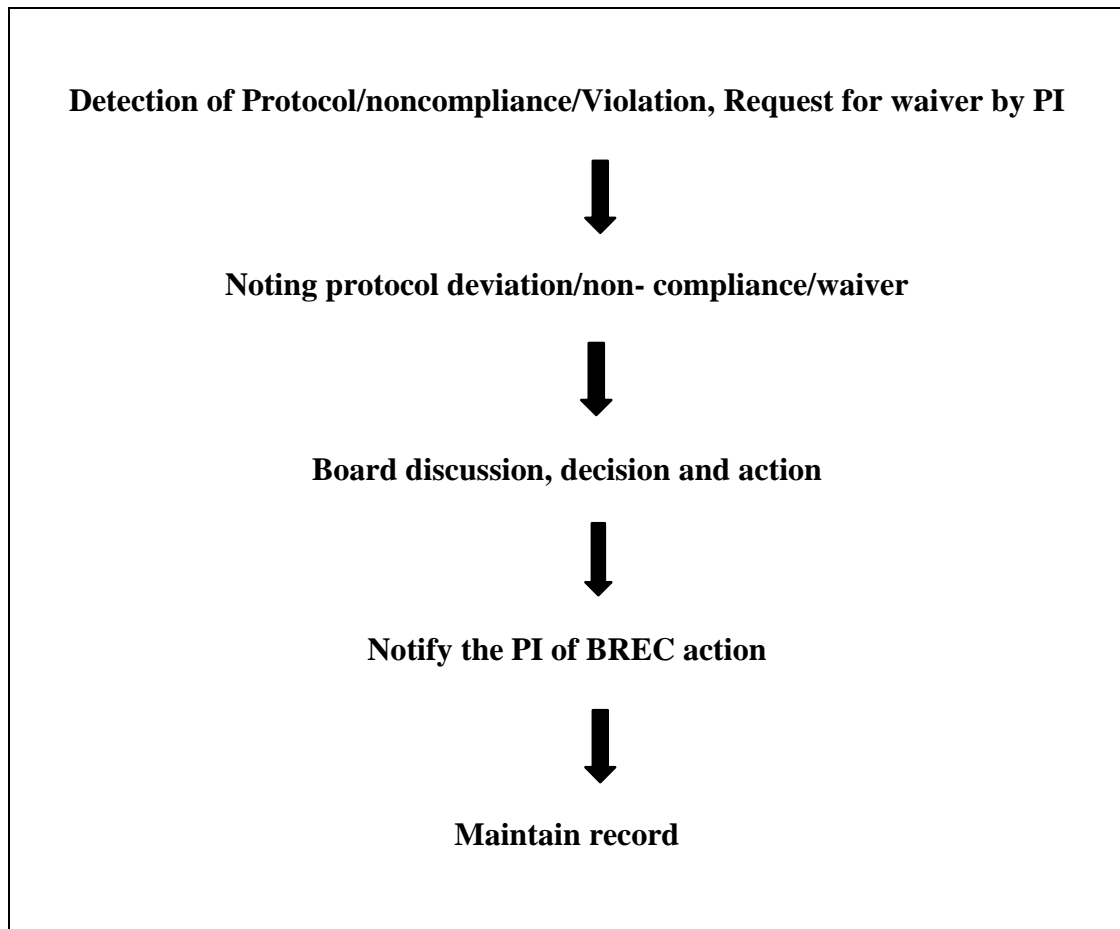 Detection of Protocol/noncompliance/Violation, Request for waiver by PI
Noting protocol deviation/non- compliance/waiver
Board discussion, decision and action
Notify the PI of BREC action
Maintain record